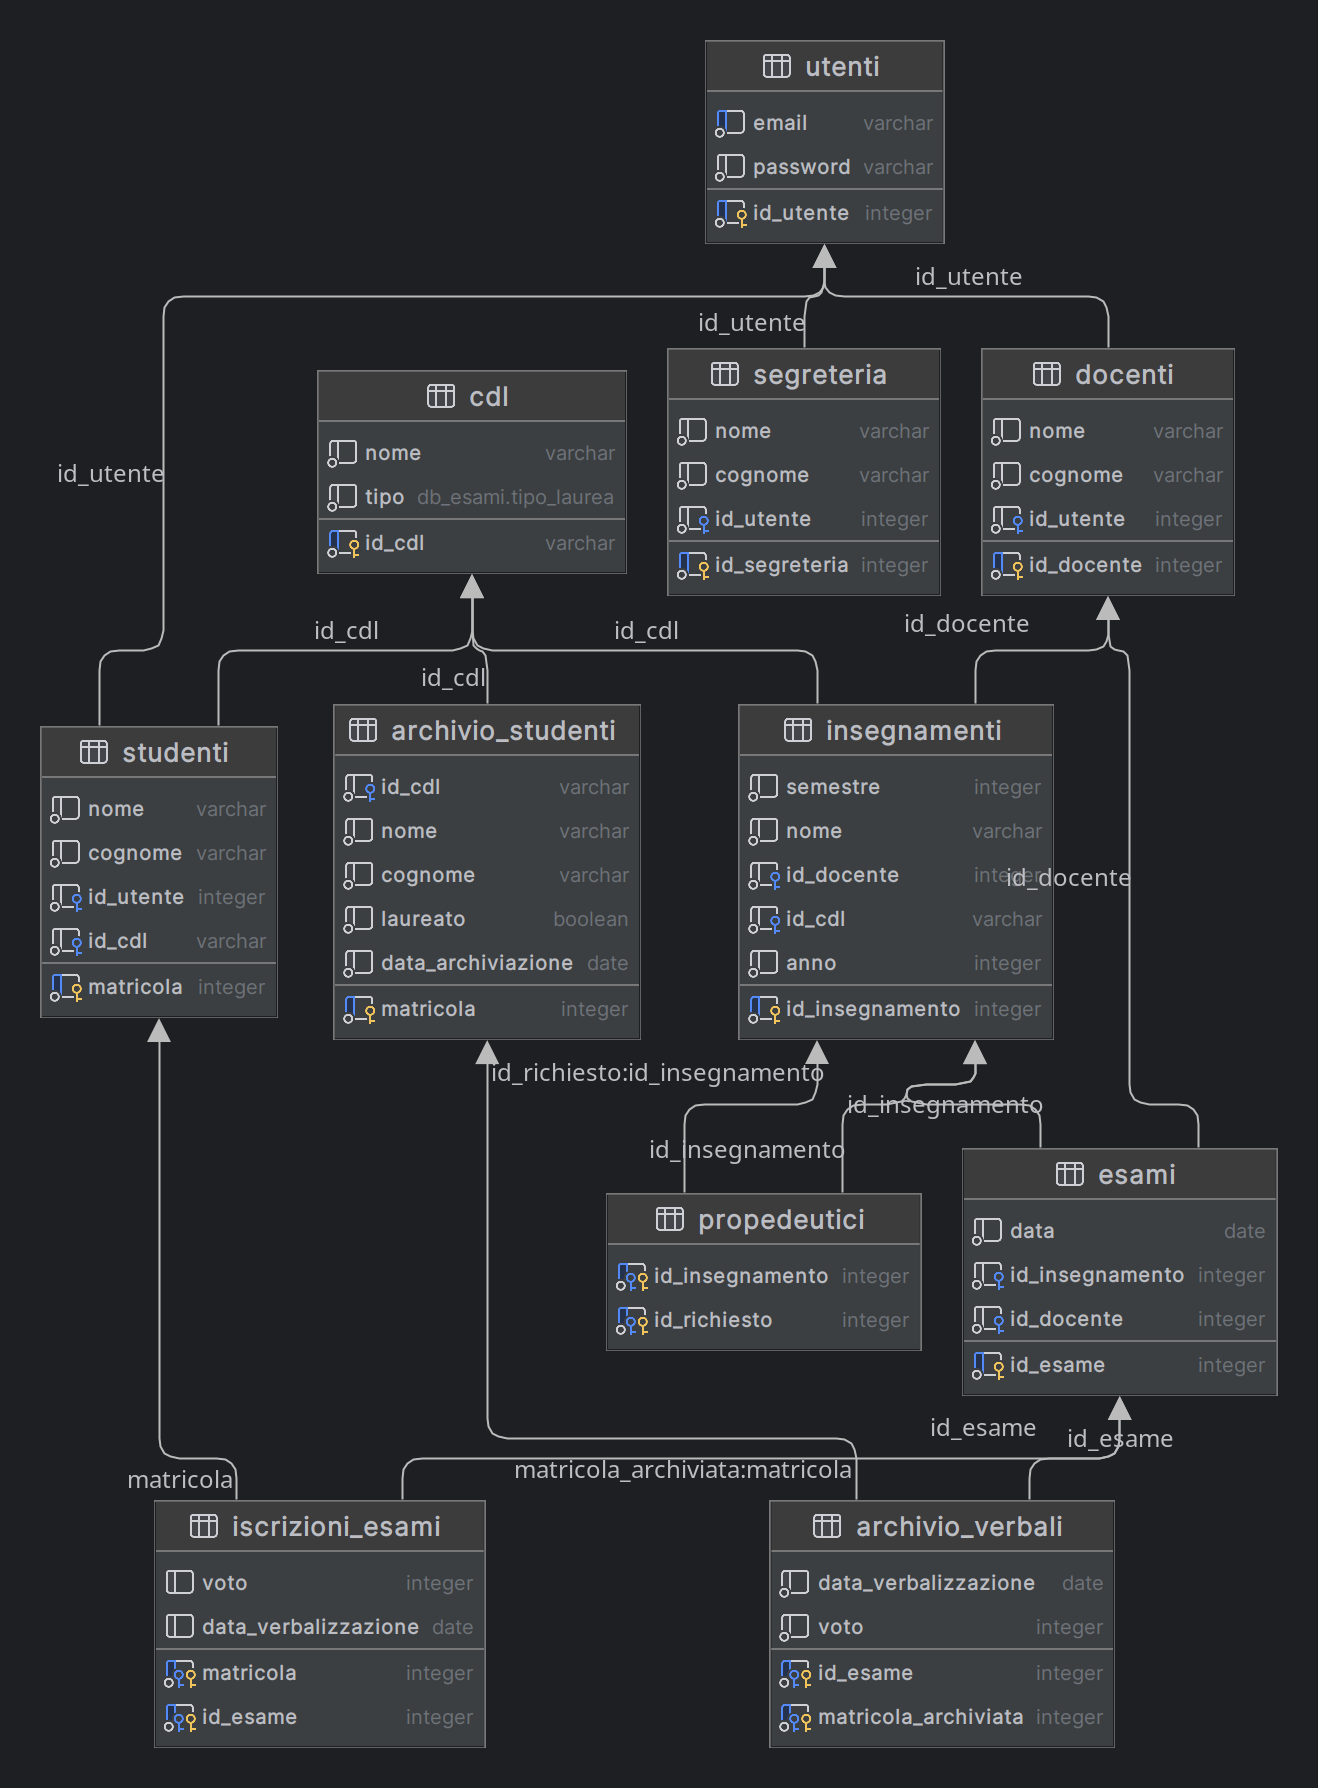 utenti
email varchar
password varchar
id_utente integer
id_utente
id_utente
id_utente
cdl
nome varchar
tipo db_esami.tipo_laurea
id_cdl varchar
segreteria
nome varchar
cognome varchar
id_utente integer
id_segreteria integer
docenti
nome varchar
cognome varchar
id_utente integer
id_docente integer
id_cdl
id_cdl
id_cdl
id_docente
id_docente
studenti
nome varchar
cognome varchar
id_utente integer
id_cdl varchar
matricola integer
archivio_studenti
id_cdl varchar
nome varchar
cognome varchar
laureato boolean
data_archiviazione date
matricola integer
insegnamenti
semestre integer
nome varchar
id_docente integer
id_cdl varchar
anno integer
id_insegnamento integer
id_richiesto:id_insegnamento
id_insegnamento
id_insegnamento
propedeutici
id_insegnamento integer
id_richiesto integer
esami
data date
id_insegnamento integer
id_docente integer
id_esame integer
id_esame
id_esame
matricola
matricola_archiviata:matricola
iscrizioni_esami
voto integer
data_verbalizzazione date
matricola integer
id_esame integer
archivio_verbali
data_verbalizzazione date
voto integer
id_esame integer
matricola_archiviata integer